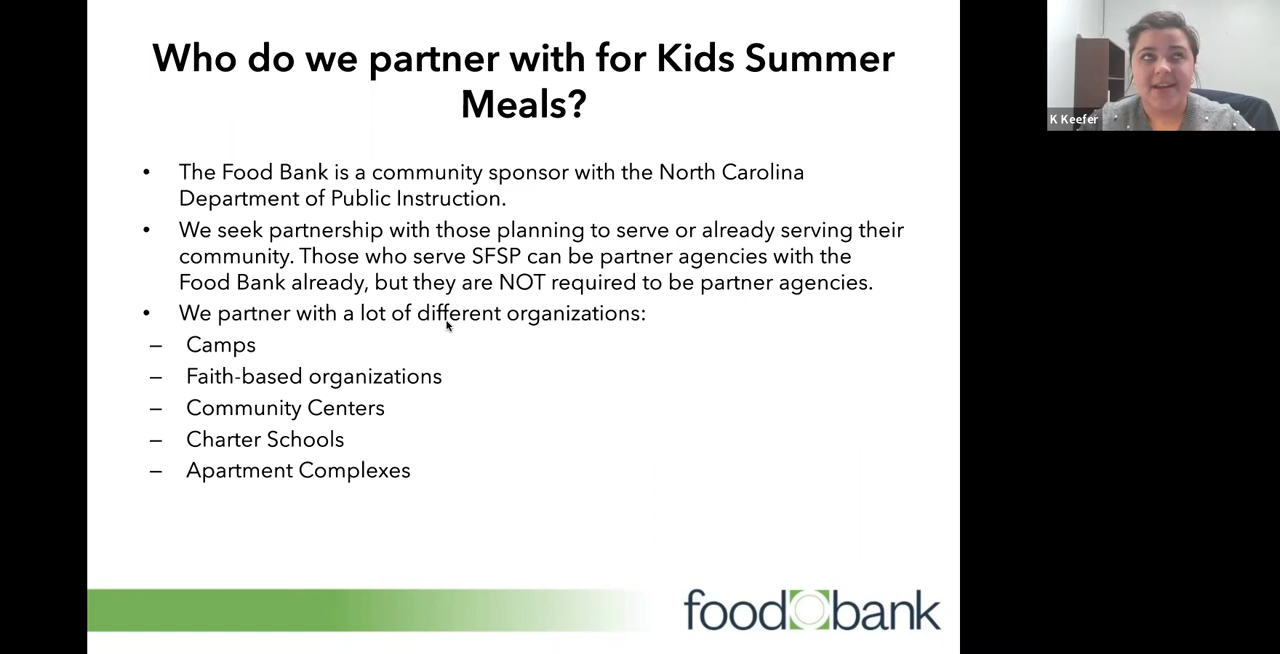 Who do we partner with for Kids Summer
Meals?
• The Food Bank is a community sponsor with the North Carolina
Department of Public Instruction.
• We seek partnership with those planning to serve or already serving their
community. Those who serve SFSP can be partner agencies with the
Food Bank already, but they are NOT required to be partner agencies.
• We partner with a lot of different organizations:
– Camps
– Faith-based organizations
– Community Centers
– Charter Schools
– Apartment Complexes
food bank
K Keefer